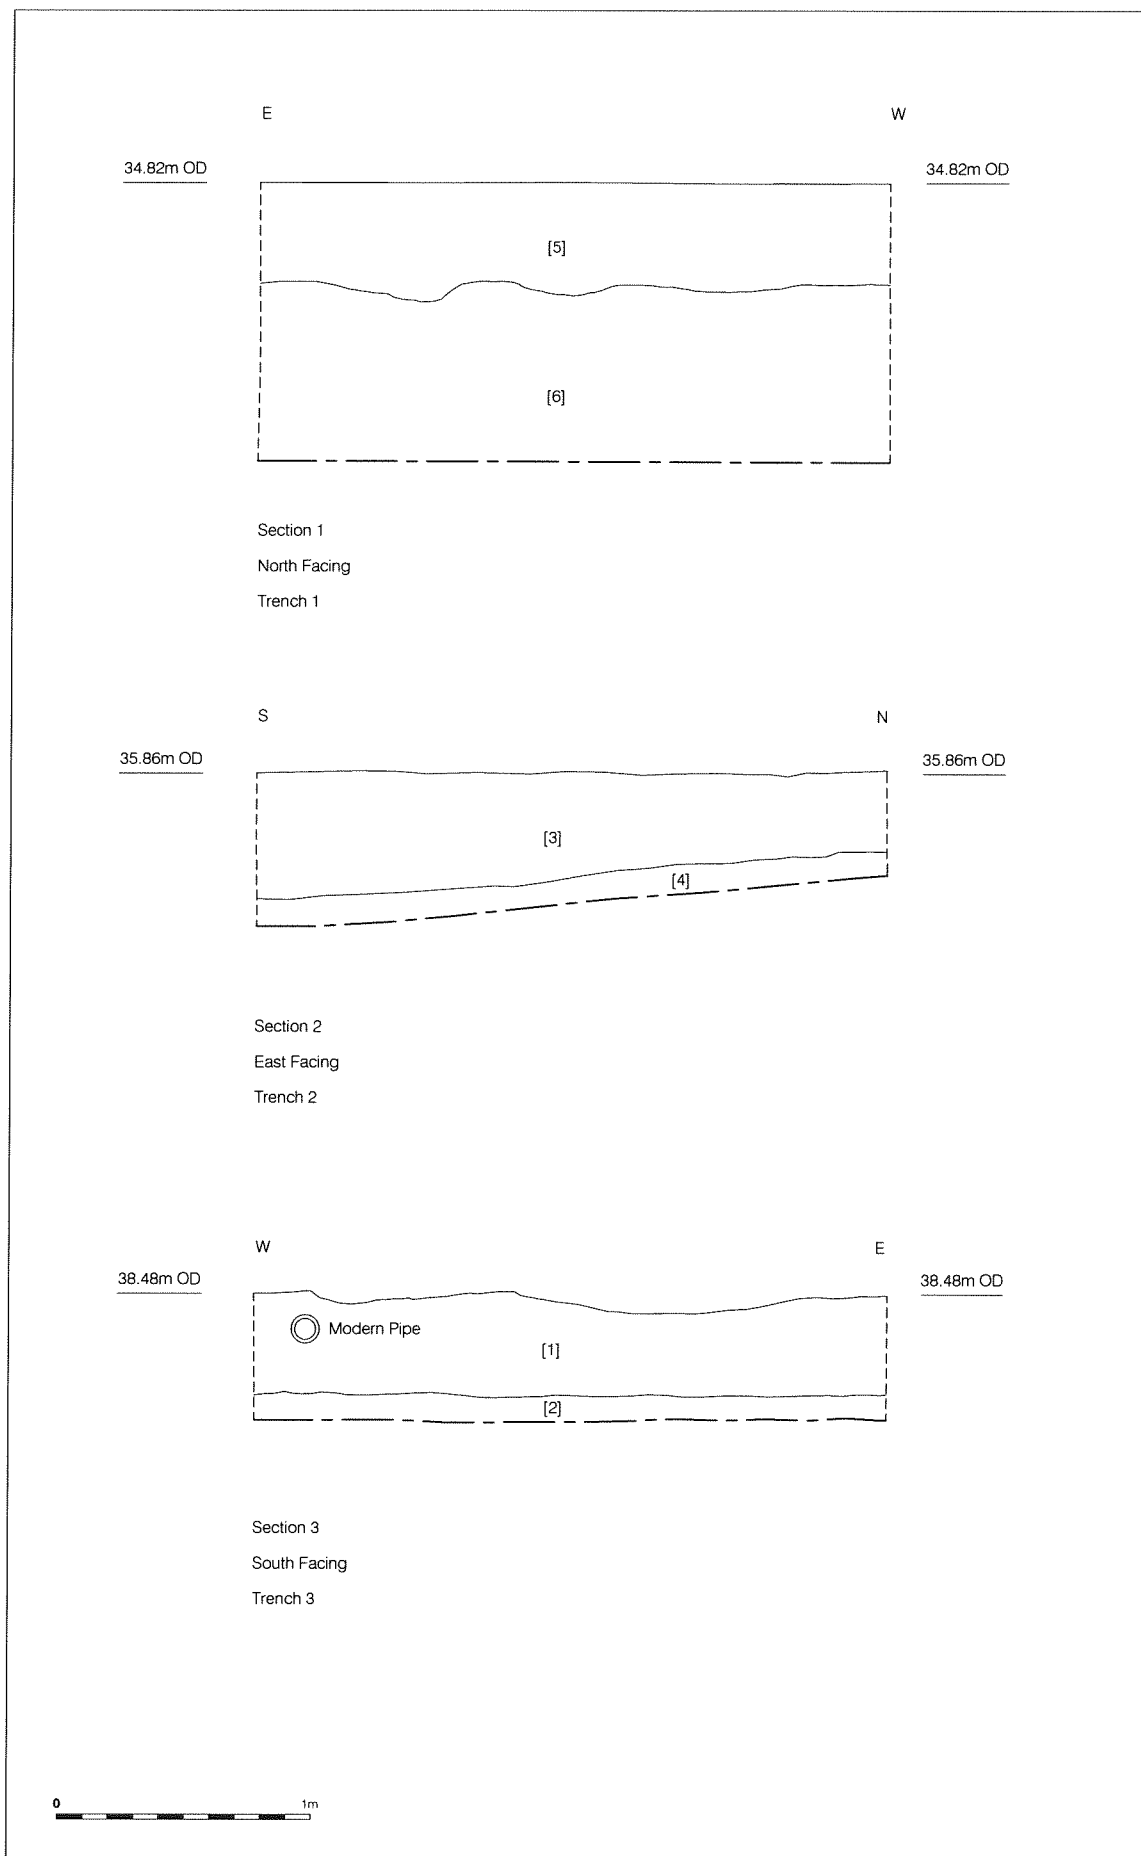 E W
34.82m OD 34.82m OD
[5]
[6]
Section 1
North Facing
Trench 1
S N
35.86m OD 35.86m OD
[3]
[4]
Section 2
East Facing
Trench 2
W E
38.48m OD 38.48m OD
Modern Pipe
[1]
[2]
Section 3
South Facing
Trench 3
0 1m